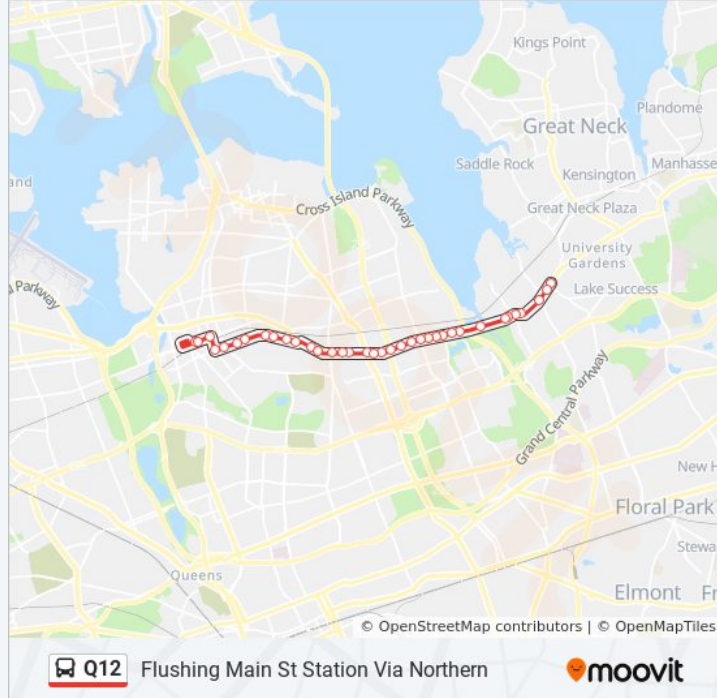 Kings Point
Plandome
Great Neck
Manhasse
Saddle Rock
Kensington
and
Cross Island Parkway
Great Neck Plaza
University
Gardens
Parkway
Lake Success
Grand Central Parkway
New H
Floral Park
Stewa
Queens
Elmont
Fr
© OpenStreetMap contributors | © OpenMapTiles
Q12 Flushing Main St Station Via Northern
moovit